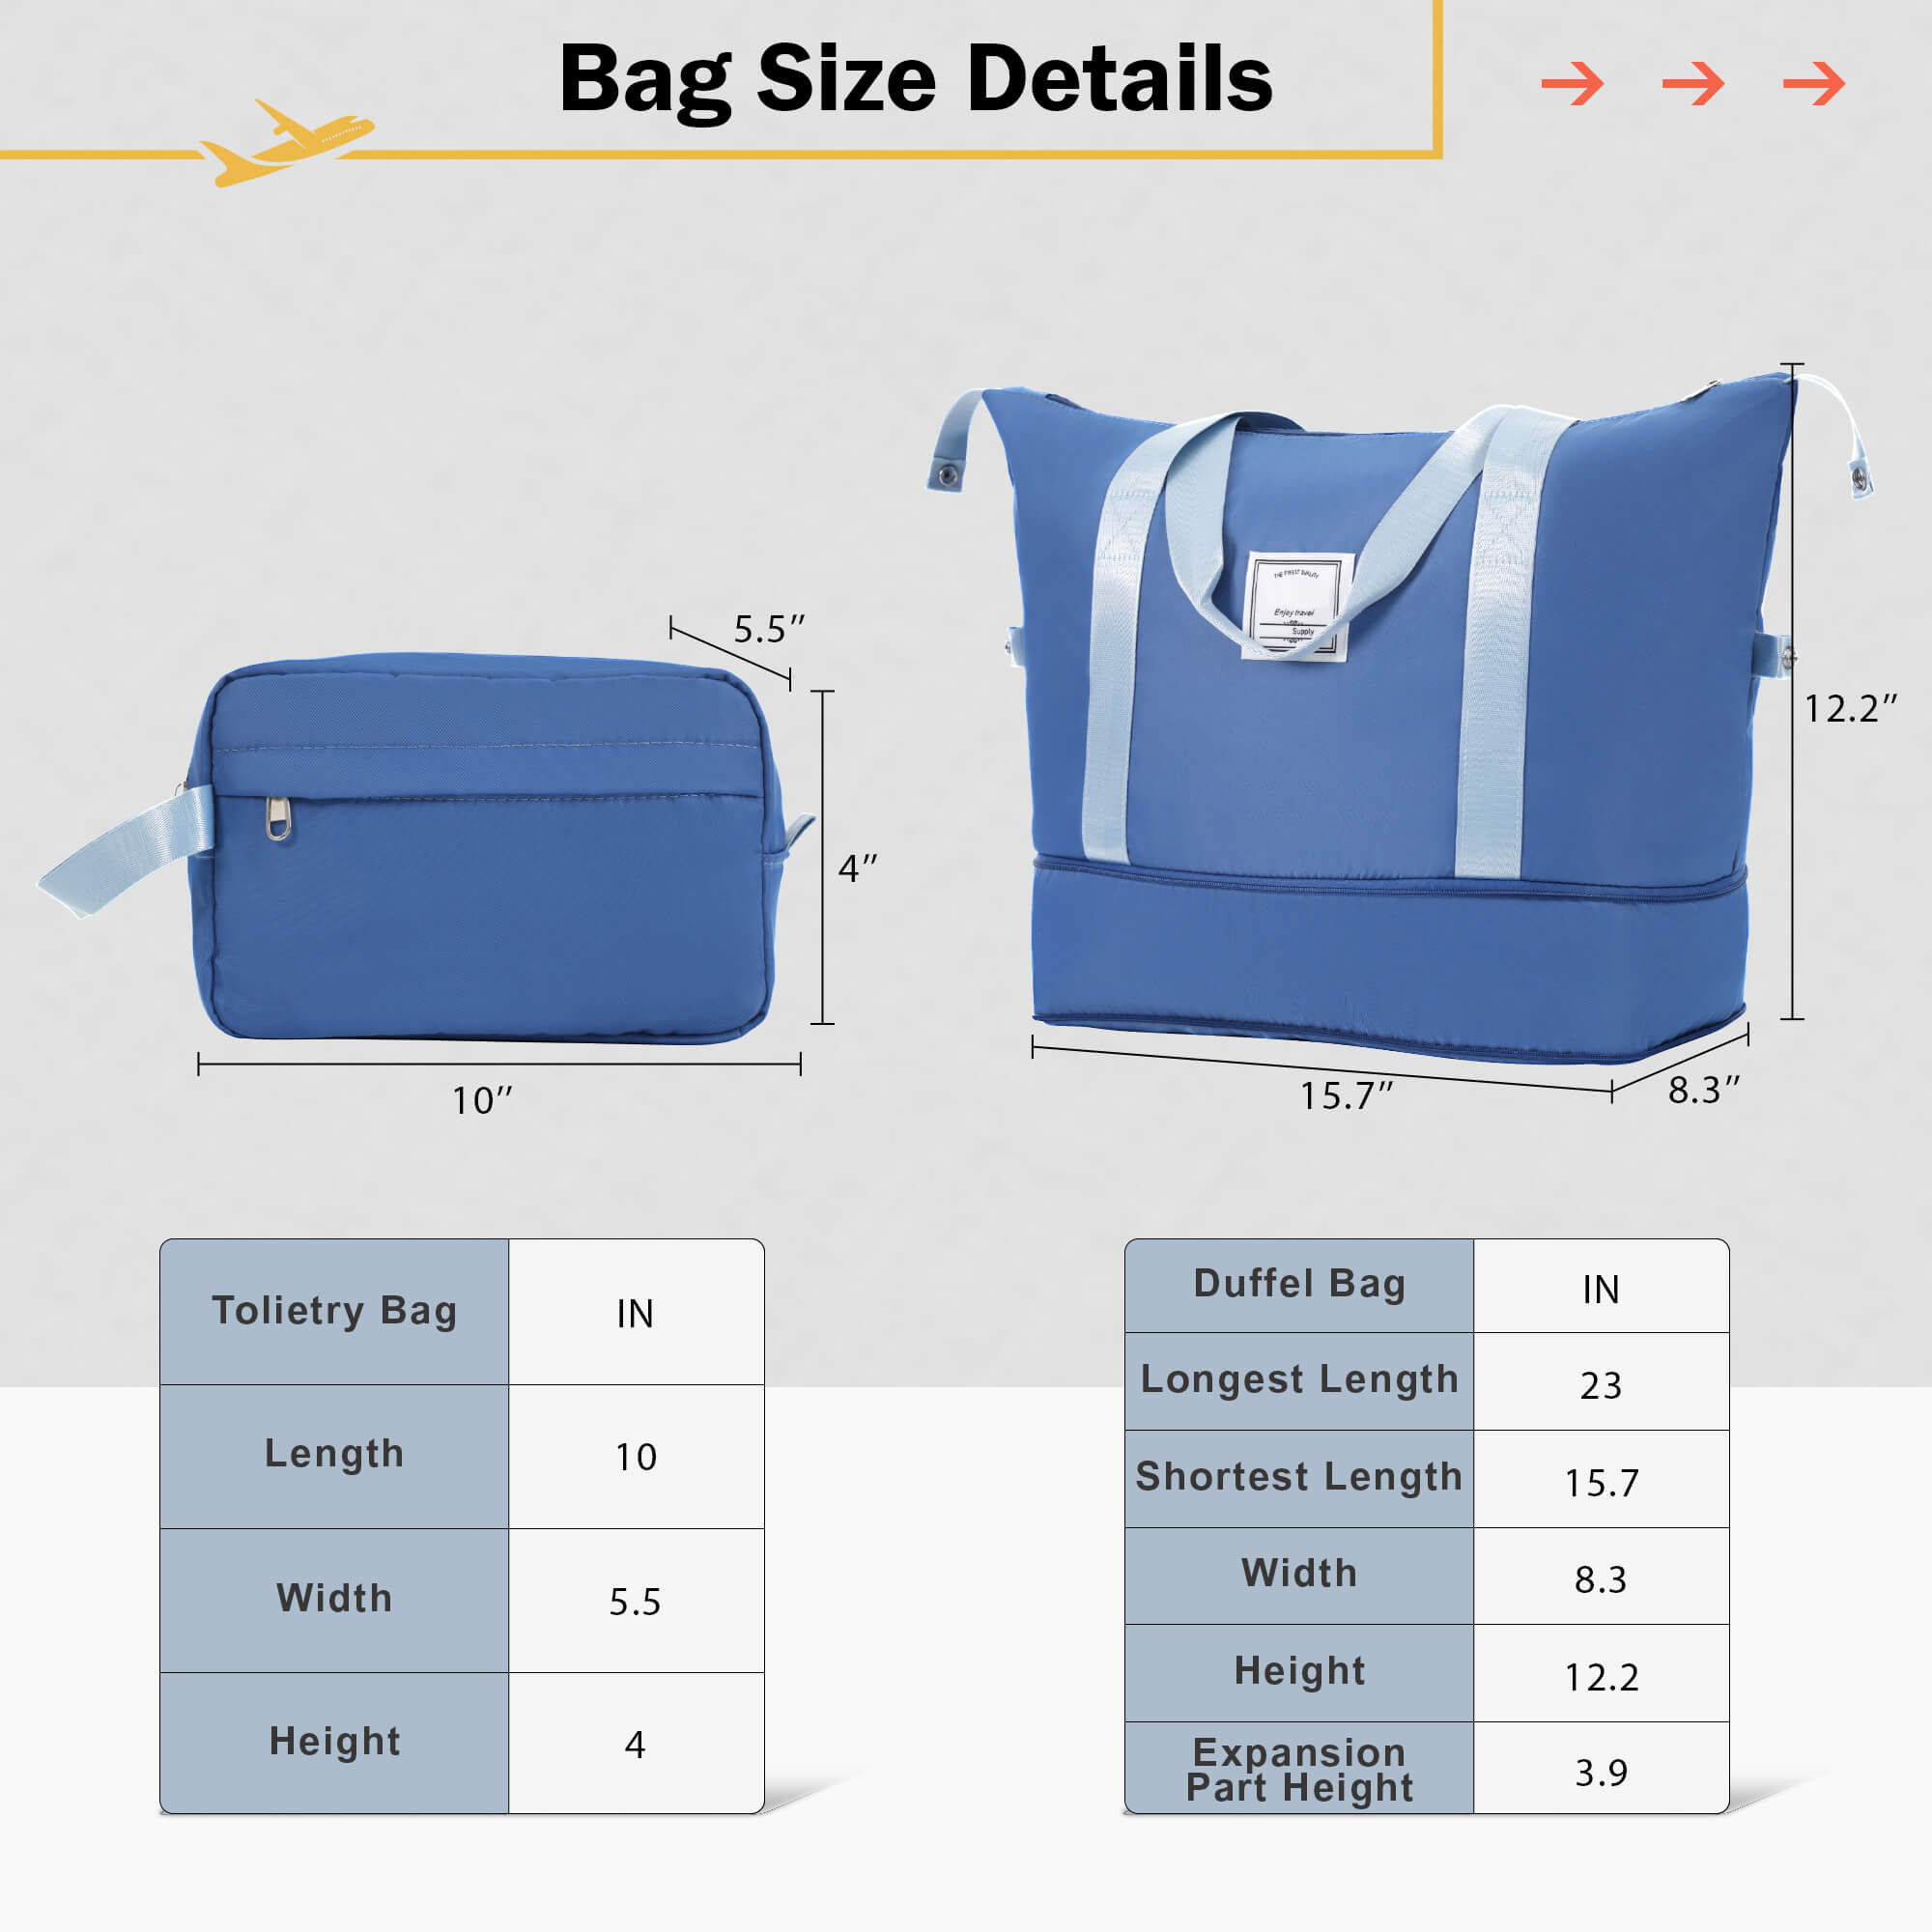 Bag Size Details
5.5″
4″
10″
THE FIRST QUALITY
Enjoy travel
Supply
12.2″
15.7″
8.3″
Tolietry Bag IN
Length 10
Width 5.5
Height 4
Duffel Bag IN
Longest Length 23
Shortest Length 15.7
Width 8.3
Height 12.2
Expansion
Part Height 3.9